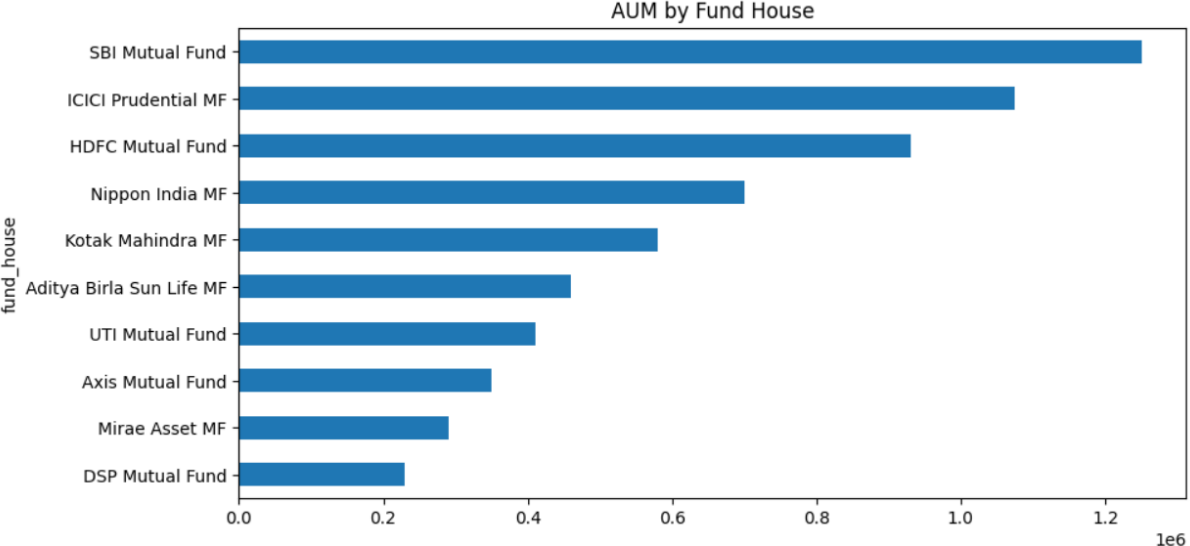 AUM by Fund House
fund_house
SBI Mutual Fund
ICICI Prudential MF
HDFC Mutual Fund
Nippon India MF
Kotak Mahindra MF
Aditya Birla Sun Life MF
UTI Mutual Fund
Axis Mutual Fund
Mirae Asset MF
DSP Mutual Fund
0.0 0.2 0.4 0.6 0.8 1.0 1.2
1e6